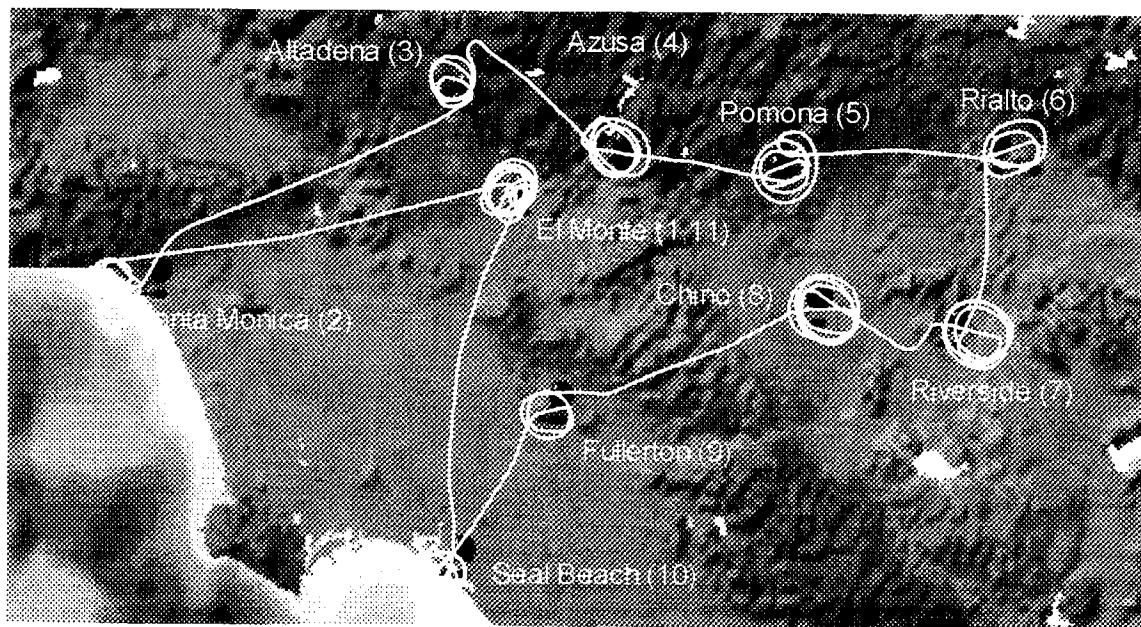 Altadena (3)
Azusa (4)
Pomona (5)
Rialto (6)
El Monte (1,11)
Chino (8)
Santa Monica (2)
Riverside (7)
Fullerton (9)
Seal Beach (10)